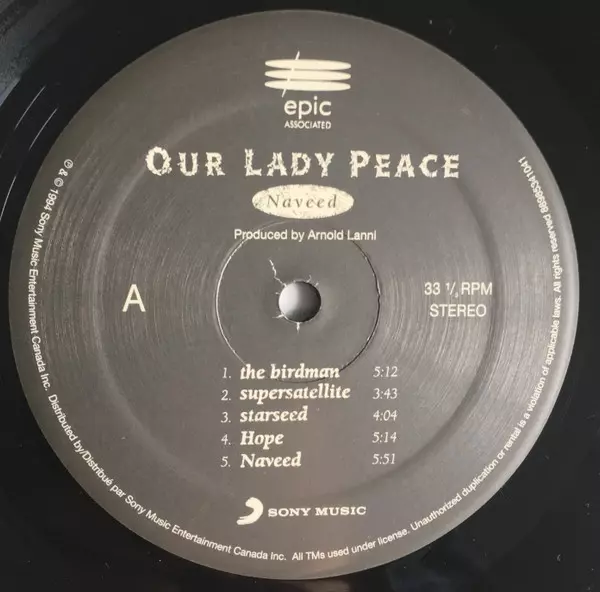 epic
ASSOCIATED
OUR LADY PEACE
Naveed
Produced by Arnold Lanni
A
33 ⅓ RPM
STEREO
1. the birdman 5:12
2. supersatellite 3:43
3. starseed 4:04
4. Hope 5:14
5. Naveed 5:51
SONY MUSIC
℗ & © 1994 Sony Music Entertainment Canada Inc. Distributed by/Distribué par Sony Music Entertainment Canada Inc. All TMs used under license. Unauthorized duplication or rental is a violation of applicable laws. All rights reserved 88985341041